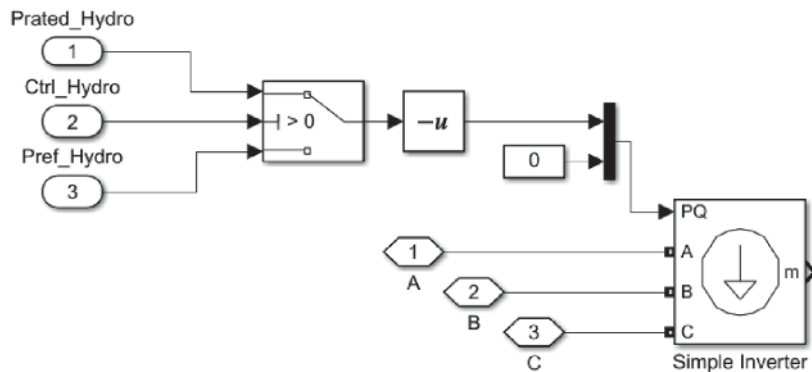 Prated_Hydro
1
Ctrl_Hydro
2
> 0
-u
Pref_Hydro
3
0
PQ
1
A
A
m
2
B
B
3
C
C
Simple Inverter